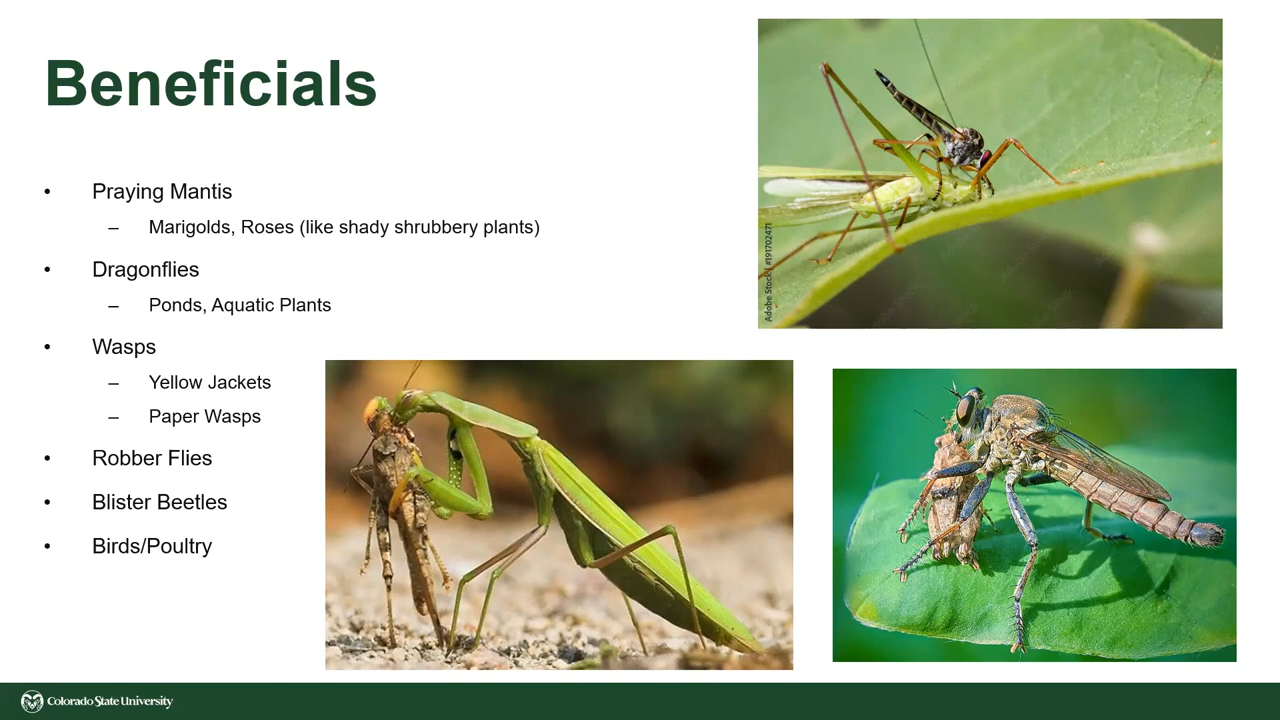 Beneficials
• Praying Mantis
– Marigolds, Roses (like shady shrubbery plants)
• Dragonflies
– Ponds, Aquatic Plants
• Wasps
– Yellow Jackets
– Paper Wasps
• Robber Flies
• Blister Beetles
• Birds/Poultry
Adobe Stock | #191702471
Colorado State University